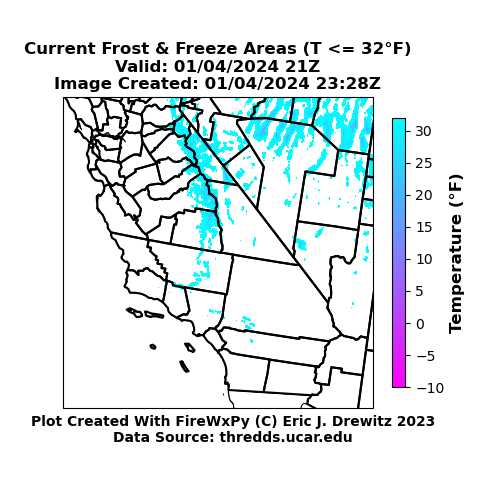 Current Frost & Freeze Areas (T <= 32°F)
Valid: 01/04/2024 21Z
Image Created: 01/04/2024 23:28Z
30
25
20
15
10
5
0
−5
−10
Temperature (°F)
Plot Created With FireWxPy (C) Eric J. Drewitz 2023
Data Source: thredds.ucar.edu